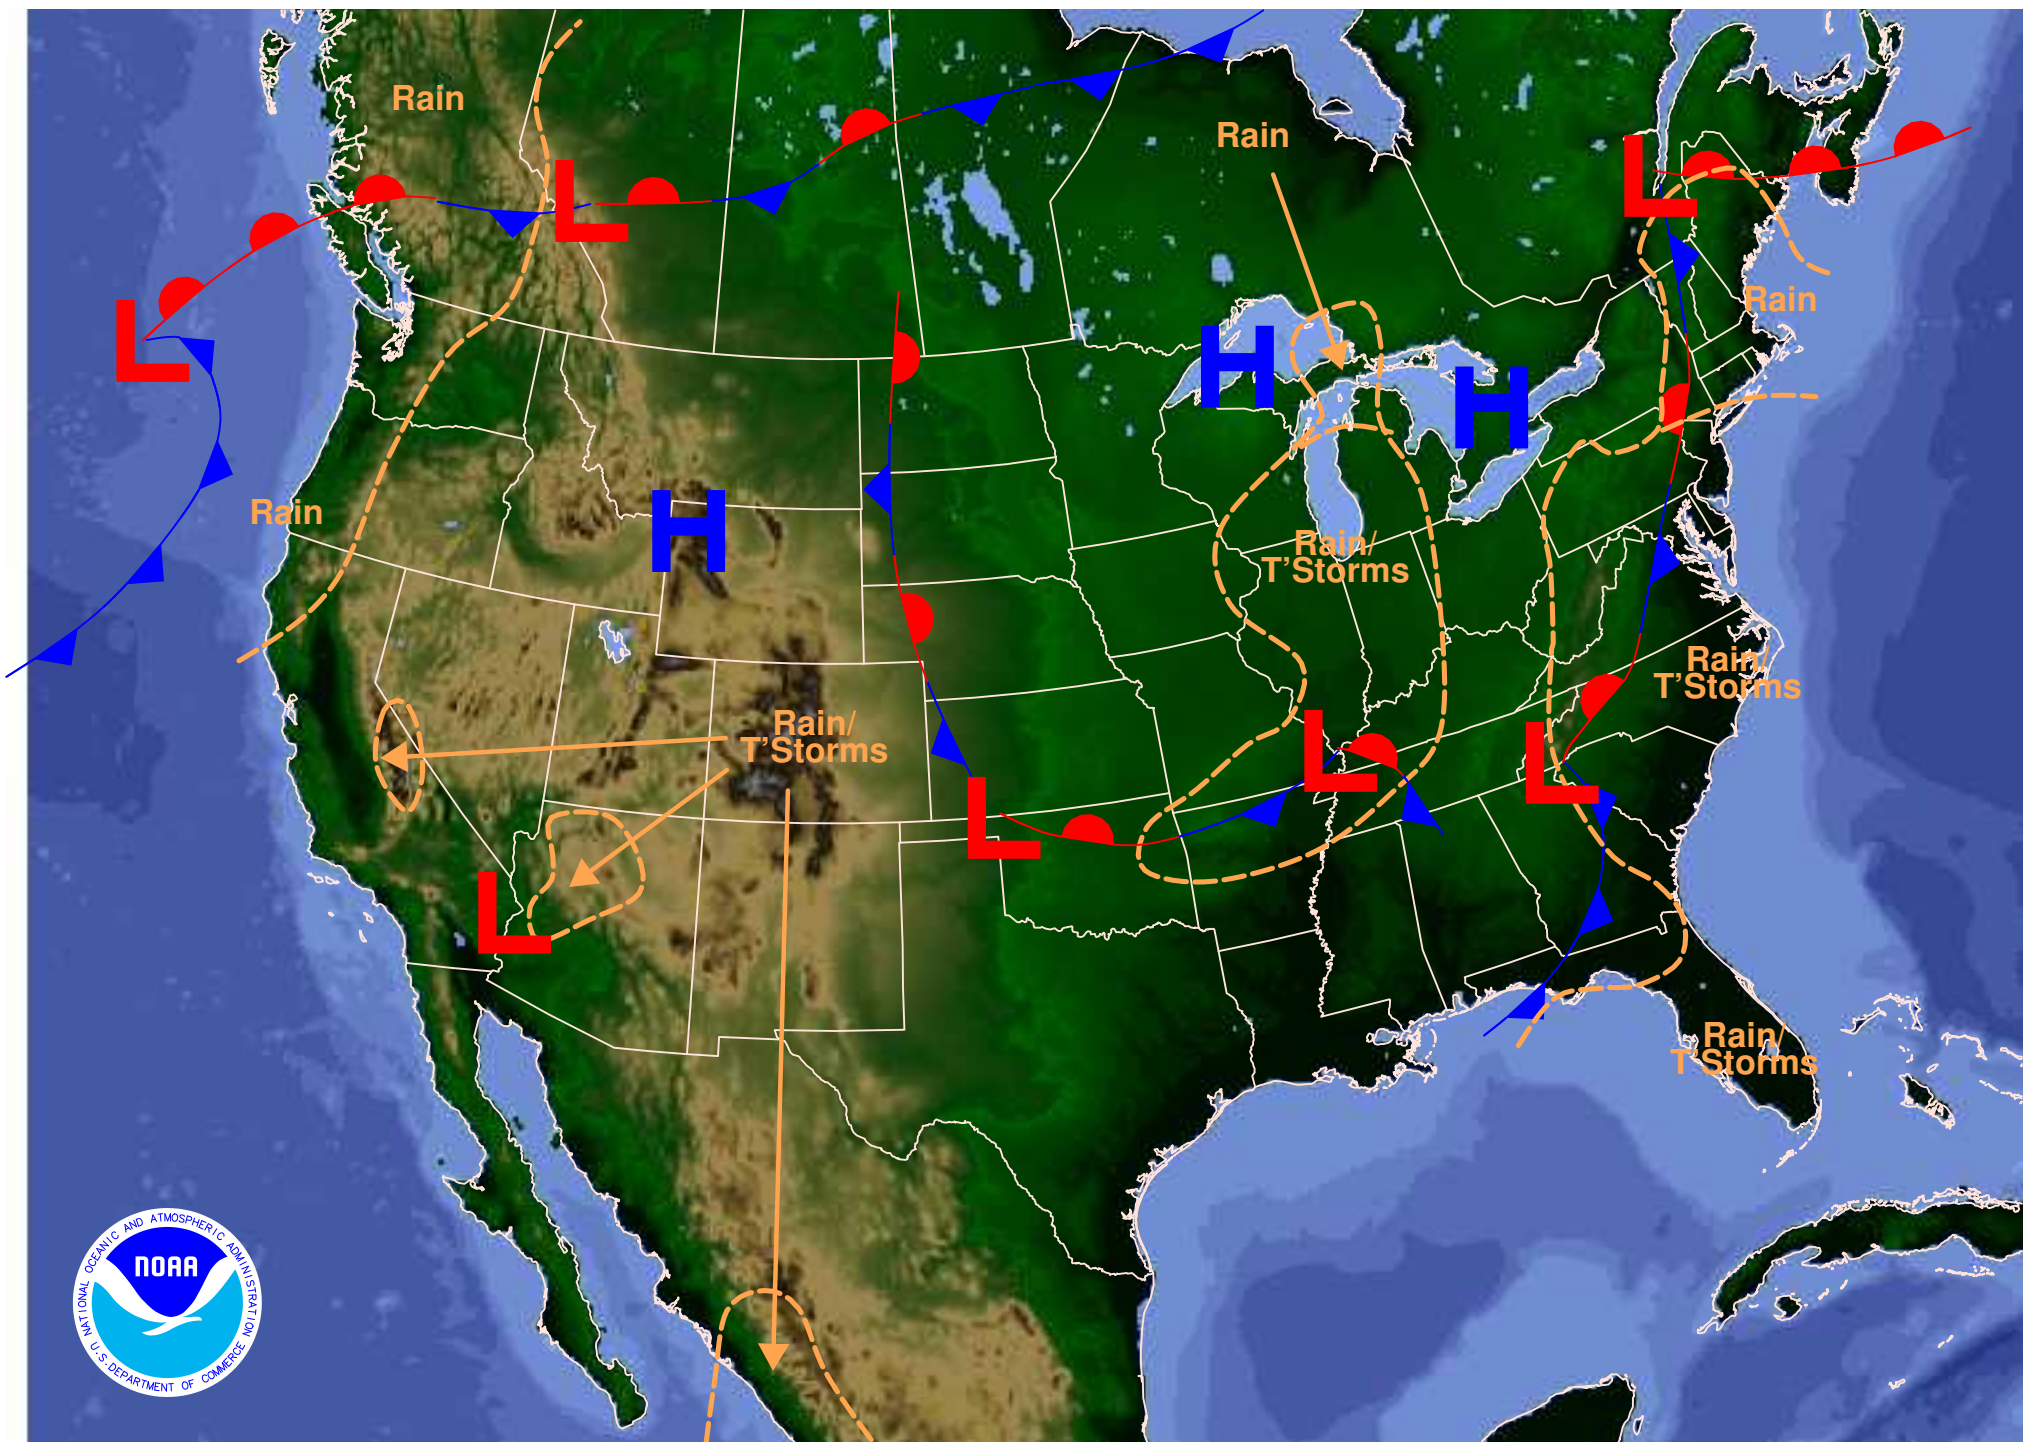 Rain
Rain
L
L
Rain
L
H
H
Rain
H
Rain/
T'Storms
Rain/
T'Storms
Rain/
T'Storms
L
L
L
L
Rain/
T'Storms
NATIONAL OCEANIC AND ATMOSPHERIC ADMINISTRATION
NOAA
U.S. DEPARTMENT OF COMMERCE